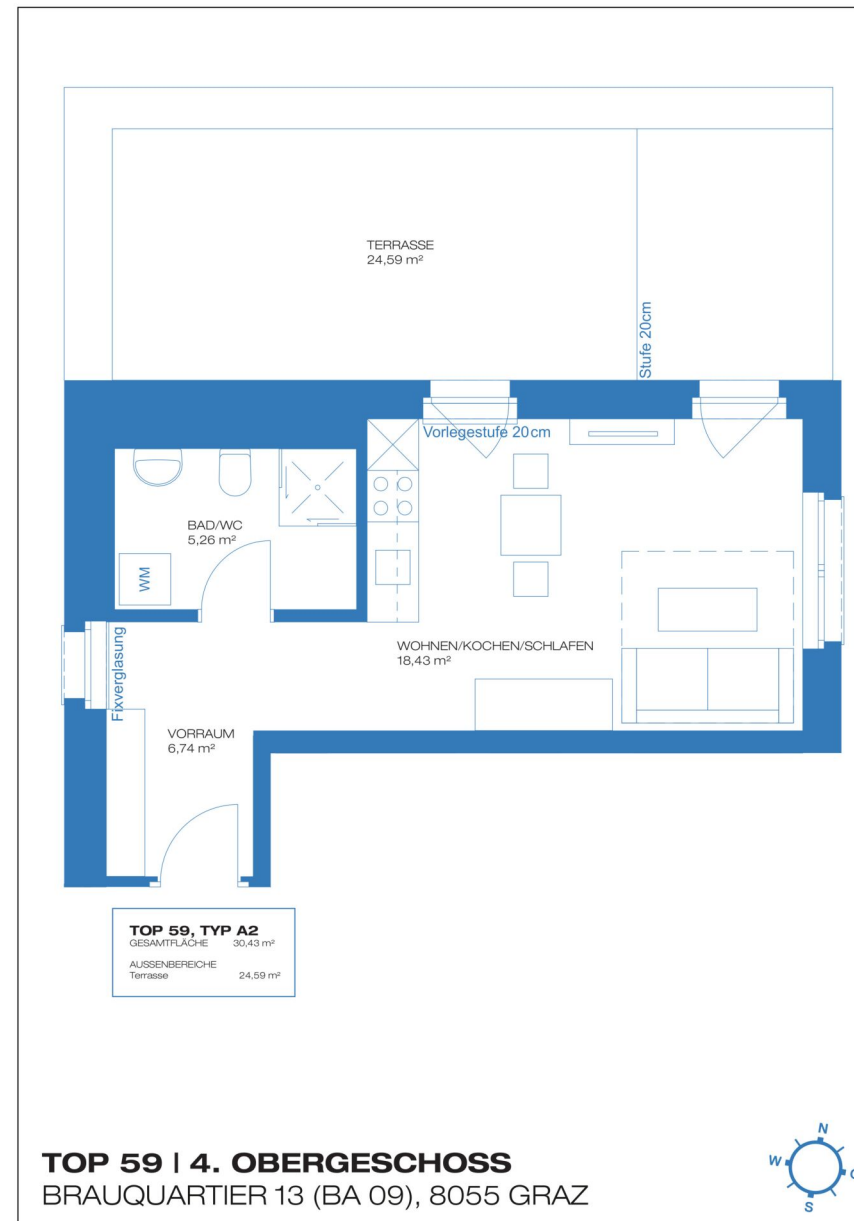 TERRASSE
24,59 m²
Stufe 20cm
Vorlegestufe 20cm
BAD/WC
5,26 m²
WM
WOHNEN/KOCHEN/SCHLAFEN
18,43 m²
Fixverglasung
VORRAUM
6,74 m²
TOP 59, TYP A2
GESAMTFLÄCHE 30,43 m²
AUSSENBEREICHE
Terrasse 24,59 m²
TOP 59 | 4. OBERGESCHOSS
BRAUQUARTIER 13 (BA 09), 8055 GRAZ
N
W
S